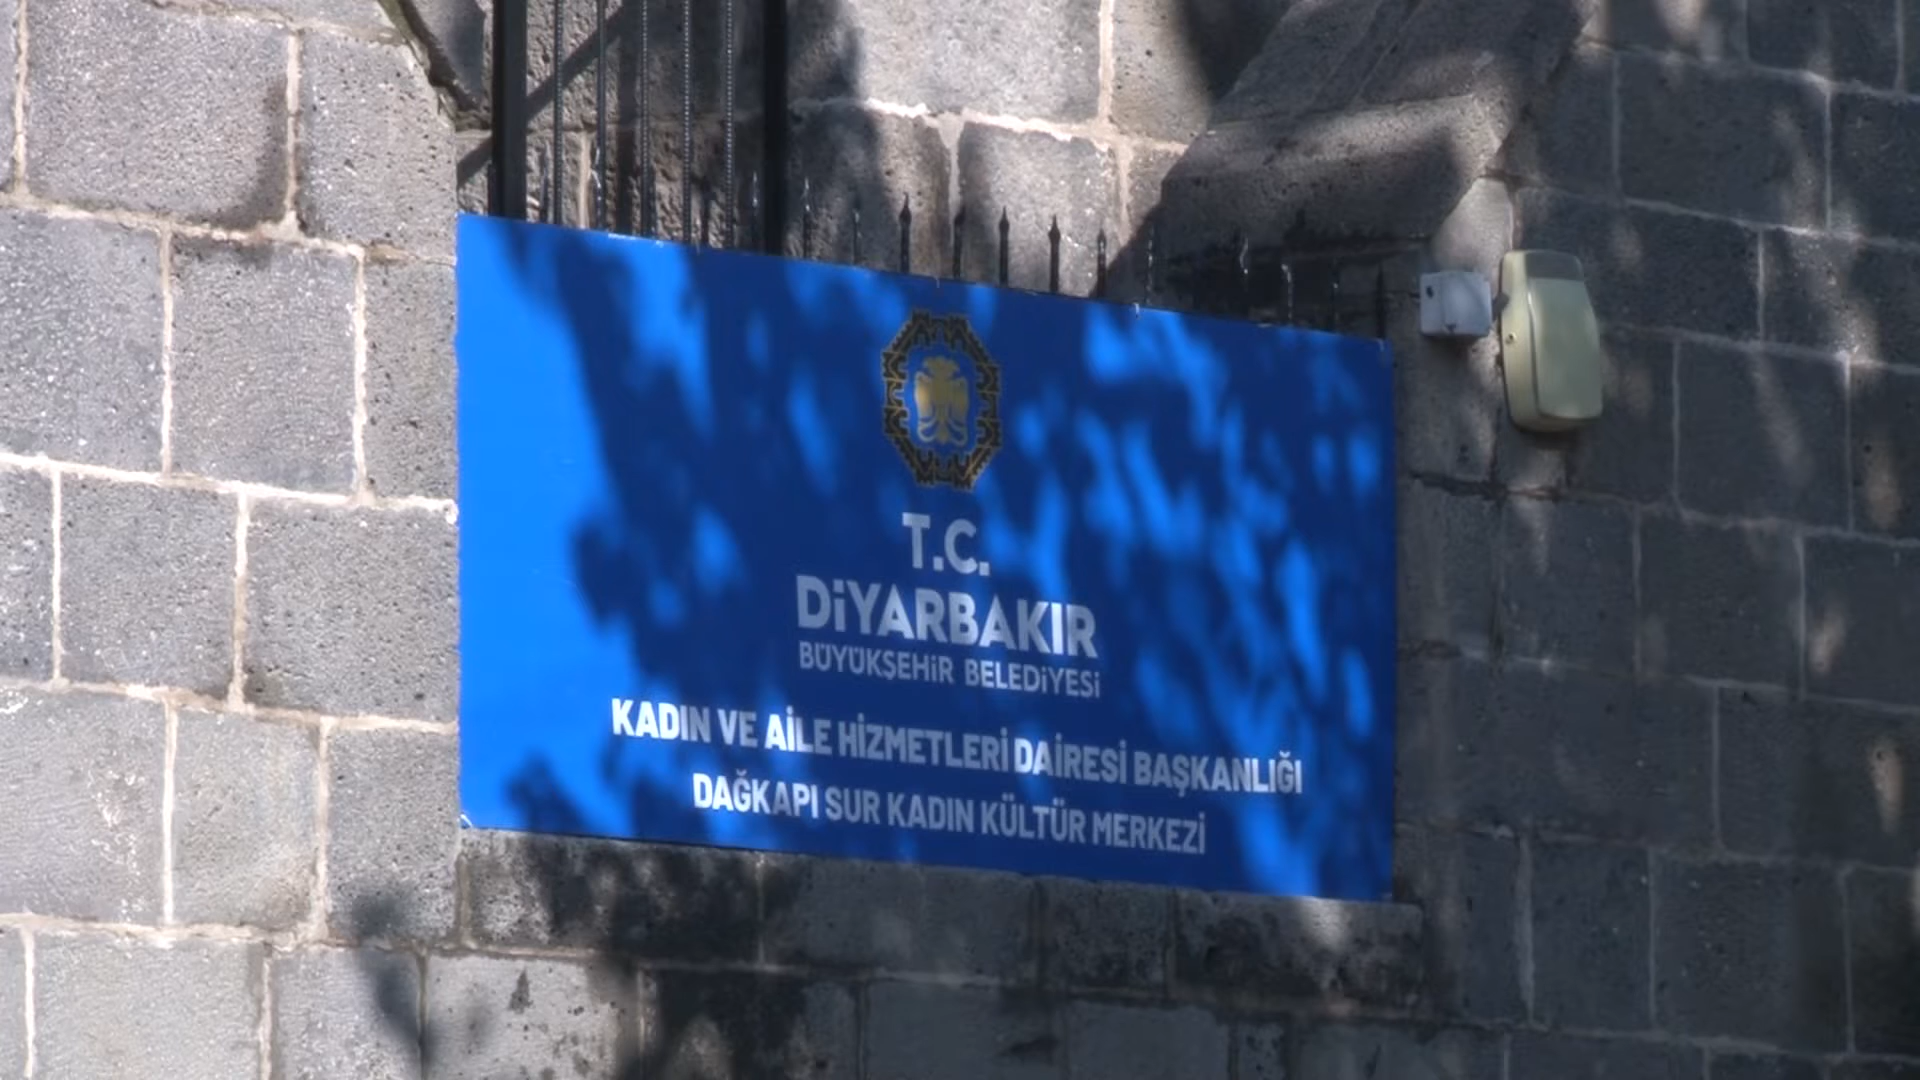 T.C.
DİYARBAKIR
BÜYÜKŞEHİR BELEDİYESİ
KADIN VE AİLE HİZMETLERİ DAİRESİ BAŞKANLIĞI
DAĞKAPI SUR KADIN KÜLTÜR MERKEZİ